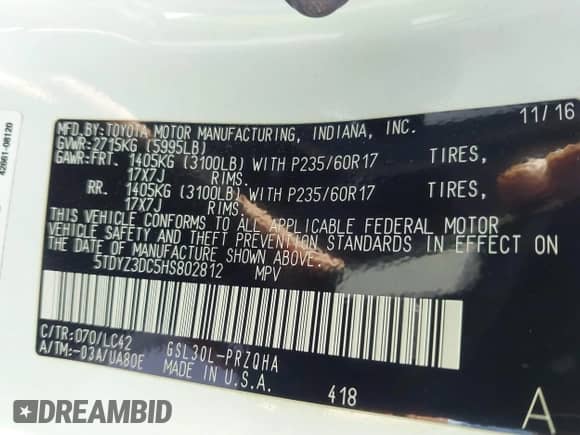 42661-08120
11/16
MFD.BY:TOYOTA MOTOR MANUFACTURING, INDIANA, INC.
GVWR:2715KG (5995LB)
GAWR:FRT. 1405KG (3100LB) WITH P235/60R17 TIRES,
17X7J RIMS.
RR. 1405KG (3100LB) WITH P235/60R17 TIRES,
17X7J RIMS.
THIS VEHICLE CONFORMS TO ALL APPLICABLE FEDERAL MOTOR
VEHICLE SAFETY AND THEFT PREVENTION STANDARDS IN EFFECT ON
THE DATE OF MANUFACTURE SHOWN ABOVE.
5TDYZ3DC5HS802812 MPV
C/TR:070/LC42 GSL30L-PRZQHA
A/TM:-03A/UA80E MADE IN U.S.A.
418
A
DREAMBID